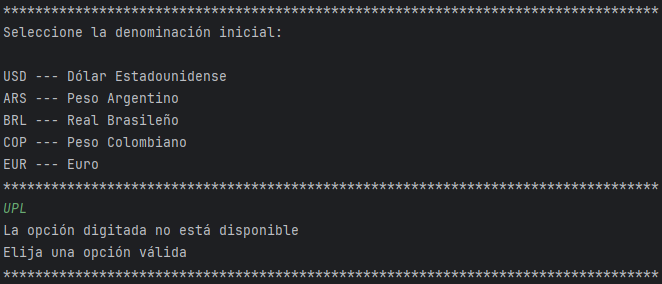 **********************************************************************************
Seleccione la denominación inicial:
USD --- Dólar Estadounidense
ARS --- Peso Argentino
BRL --- Real Brasileño
COP --- Peso Colombiano
EUR --- Euro
**********************************************************************************
UPL
La opción digitada no está disponible
Elija una opción válida
**********************************************************************************